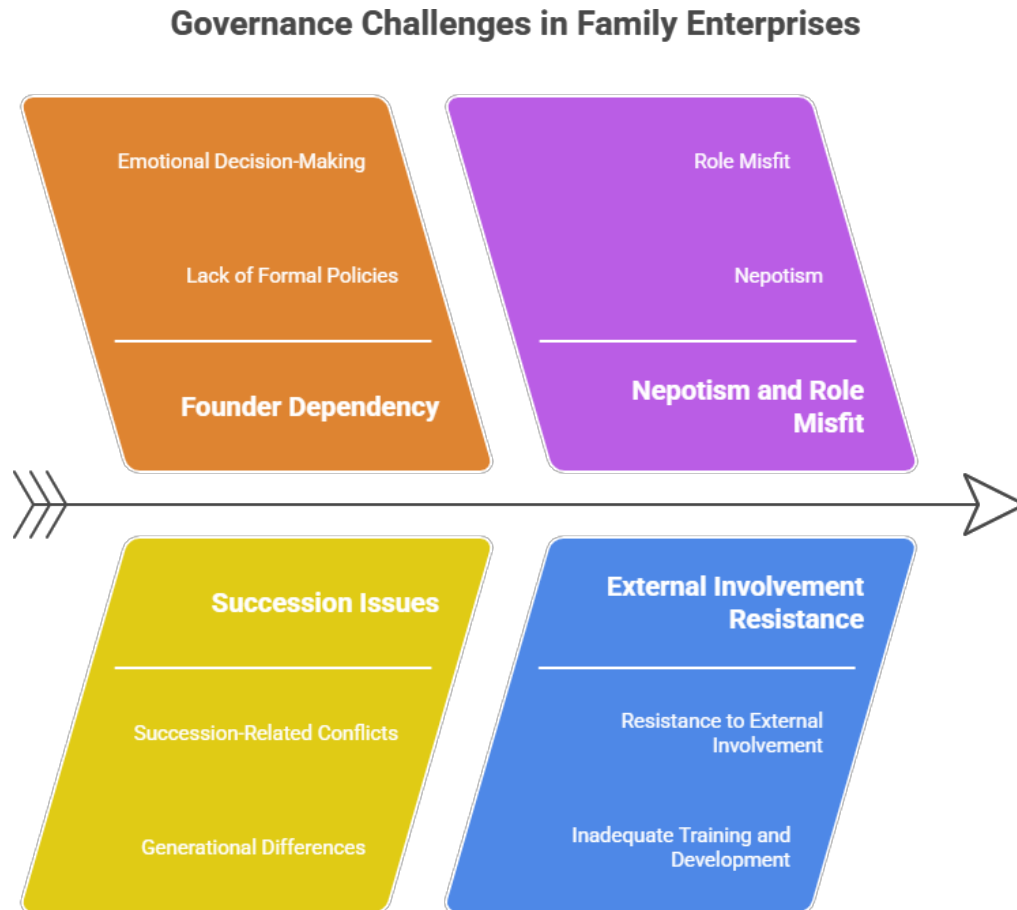 Governance Challenges in Family Enterprises
Emotional Decision-Making
Lack of Formal Policies
Founder Dependency
Role Misfit
Nepotism
Nepotism and Role
Misfit
Succession Issues
Succession-Related Conflicts
Generational Differences
External Involvement
Resistance
Resistance to External
Involvement
Inadequate Training and
Development